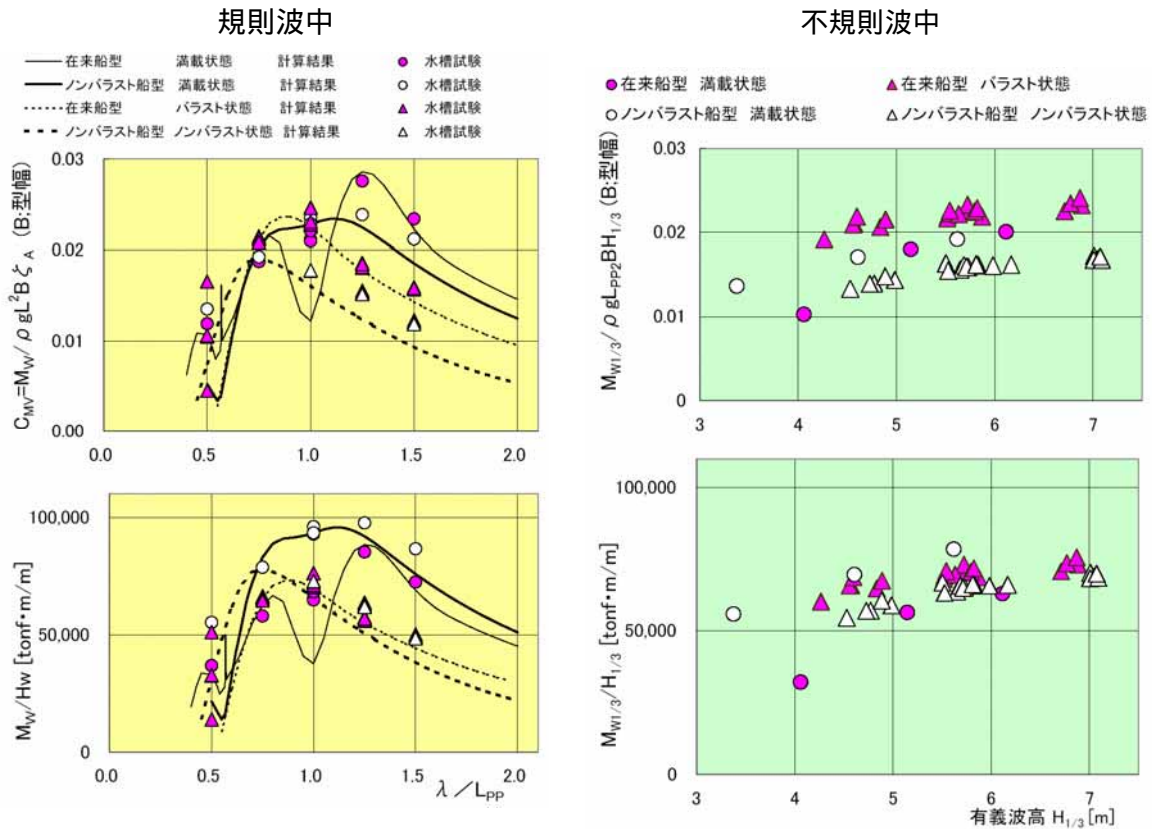 規則波中
不規則波中
在来船型 満載状態 計算結果 水槽試験
ノンバラスト船型 満載状態 計算結果 水槽試験
在来船型 バラスト状態 計算結果 水槽試験
ノンバラスト船型 ノンバラスト状態 計算結果 水槽試験
在来船型 満載状態 在来船型 バラスト状態
ノンバラスト船型 満載状態 ノンバラスト船型 ノンバラスト状態
C_MV=M_W/ρgL²Bζ_A (B;型幅)
0.03
0.02
0.01
0.00
0.0 0.5 1.0 1.5 2.0
M_W1/3/ρgL_PP2BH_1/3 (B;型幅)
0.03
0.02
0.01
0
3 4 5 6 7
M_W/Hw [tonf・m/m]
100,000
50,000
0
0.0 0.5 1.0 1.5 2.0
λ/L_PP
M_W1/3/H_1/3 [tonf・m/m]
100,000
50,000
0
3 4 5 6 7
有義波高 H_1/3 [m]